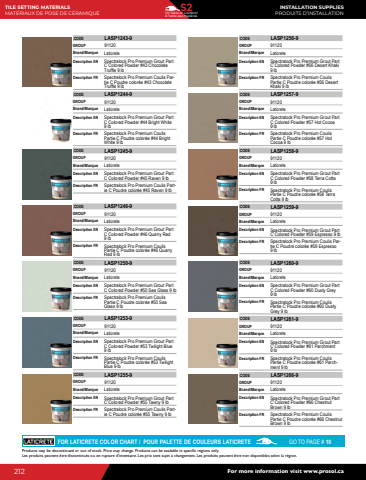 TILE SETTING MATERIALS
MATÉRIAUX DE POSE DE CÉRAMIQUE
S2
INSTALLATION SUPPLIES
PRODUITS D'INSTALLATION
CODE LASP1243-9
GROUP 91120
Brand/Marque Laticrete
Description EN Spectralock Pro Premium Grout Part
C Colored Powder #43 Chocolate
Truffle 9 lb
Description FR Spectralock Pro Premium Coulis Par-
tie C Poudre colorée #43 Chocolate
Truffle 9 lb
CODE LASP1244-9
GROUP 91120
Brand/Marque Laticrete
Description EN Spectralock Pro Premium Grout Part
C Colored Powder #44 Bright White
9 lb
Description FR Spectralock Pro Premium Coulis
Partie C Poudre colorée #44 Bright
White 9 lb
CODE LASP1245-9
GROUP 91120
Brand/Marque Laticrete
Description EN Spectralock Pro Premium Grout Part
C Colored Powder #45 Raven 9 lb
Description FR Spectralock Pro Premium Coulis Part-
ie C Poudre colorée #45 Raven 9 lb
CODE LASP1246-9
GROUP 91120
Brand/Marque Laticrete
Description EN Spectralock Pro Premium Grout Part
C Colored Powder #46 Quarry Red
9 lb
Description FR Spectralock Pro Premium Coulis
Partie C Poudre colorée #46 Quarry
Red 9 lb
CODE LASP1250-9
GROUP 91120
Brand/Marque Laticrete
Description EN Spectralock Pro Premium Grout Part
C Colored Powder #50 Sea Glass 9 lb
Description FR Spectralock Pro Premium Coulis
Partie C Poudre colorée #50 Sea
Glass 9 lb
CODE LASP1253-9
GROUP 91120
Brand/Marque Laticrete
Description EN Spectralock Pro Premium Grout Part
C Colored Powder #53 Twilight Blue
9 lb
Description FR Spectralock Pro Premium Coulis
Partie C Poudre colorée #53 Twilight
Blue 9 lb
CODE LASP1255-9
GROUP 91120
Brand/Marque Laticrete
Description EN Spectralock Pro Premium Grout Part
C Colored Powder #55 Tawny 9 lb
Description FR Spectralock Pro Premium Coulis Part-
ie C Poudre colorée #55 Tawny 9 lb
CODE LASP1256-9
GROUP 91120
Brand/Marque Laticrete
Description EN Spectralock Pro Premium Grout Part
C Colored Powder #56 Desert Khaki
9 lb
Description FR Spectralock Pro Premium Coulis
Partie C Poudre colorée #56 Desert
Khaki 9 lb
CODE LASP1257-9
GROUP 91120
Brand/Marque Laticrete
Description EN Spectralock Pro Premium Grout Part
C Colored Powder #57 Hot Cocoa
9 lb
Description FR Spectralock Pro Premium Coulis
Partie C Poudre colorée #57 Hot
Cocoa 9 lb
CODE LASP1258-9
GROUP 91120
Brand/Marque Laticrete
Description EN Spectralock Pro Premium Grout Part
C Colored Powder #58 Terra Cotta
9 lb
Description FR Spectralock Pro Premium Coulis
Partie C Poudre colorée #58 Terra
Cotta 9 lb
CODE LASP1259-9
GROUP 91120
Brand/Marque Laticrete
Description EN Spectralock Pro Premium Grout Part
C Colored Powder #59 Espresso 9 lb
Description FR Spectralock Pro Premium Coulis Par-
tie C Poudre colorée #59 Espresso
9 lb
CODE LASP1260-9
GROUP 91120
Brand/Marque Laticrete
Description EN Spectralock Pro Premium Grout Part
C Colored Powder #60 Dusty Grey
9 lb
Description FR Spectralock Pro Premium Coulis
Partie C Poudre colorée #60 Dusty
Grey 9 lb
CODE LASP1261-9
GROUP 91120
Brand/Marque Laticrete
Description EN Spectralock Pro Premium Grout Part
C Colored Powder #61 Parchment
9 lb
Description FR Spectralock Pro Premium Coulis
Partie C Poudre colorée #61 Parch-
ment 9 lb
CODE LASP1266-9
GROUP 91120
Brand/Marque Laticrete
Description EN Spectralock Pro Premium Grout Part
C Colored Powder #66 Chestnut
Brown 9 lb
Description FR Spectralock Pro Premium Coulis
Partie C Poudre colorée #66 Chestnut
Brown 9 lb
LATICRETE FOR LATICRETE COLOR CHART / POUR PALETTE DE COULEURS LATICRETE GO TO PAGE # 10
Products may be discontinued or out of stock. Price may change. Products can be available in specific regions only.
Les produits peuvent être discontinués ou en rupture d'inventaire. Les prix sont sujet à changement. Les produits peuvent être non disponibles selon la région.
212
For more information visit www.prosol.ca